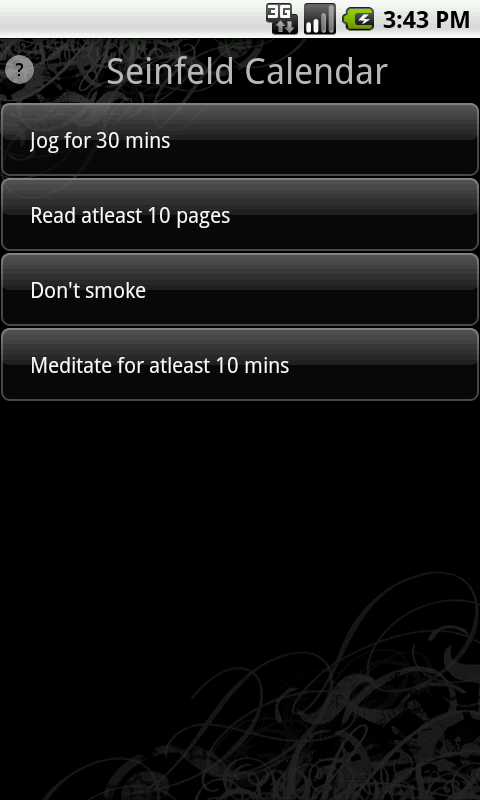 3G 3:43 PM
? Seinfeld Calendar
Jog for 30 mins
Read atleast 10 pages
Don't smoke
Meditate for atleast 10 mins